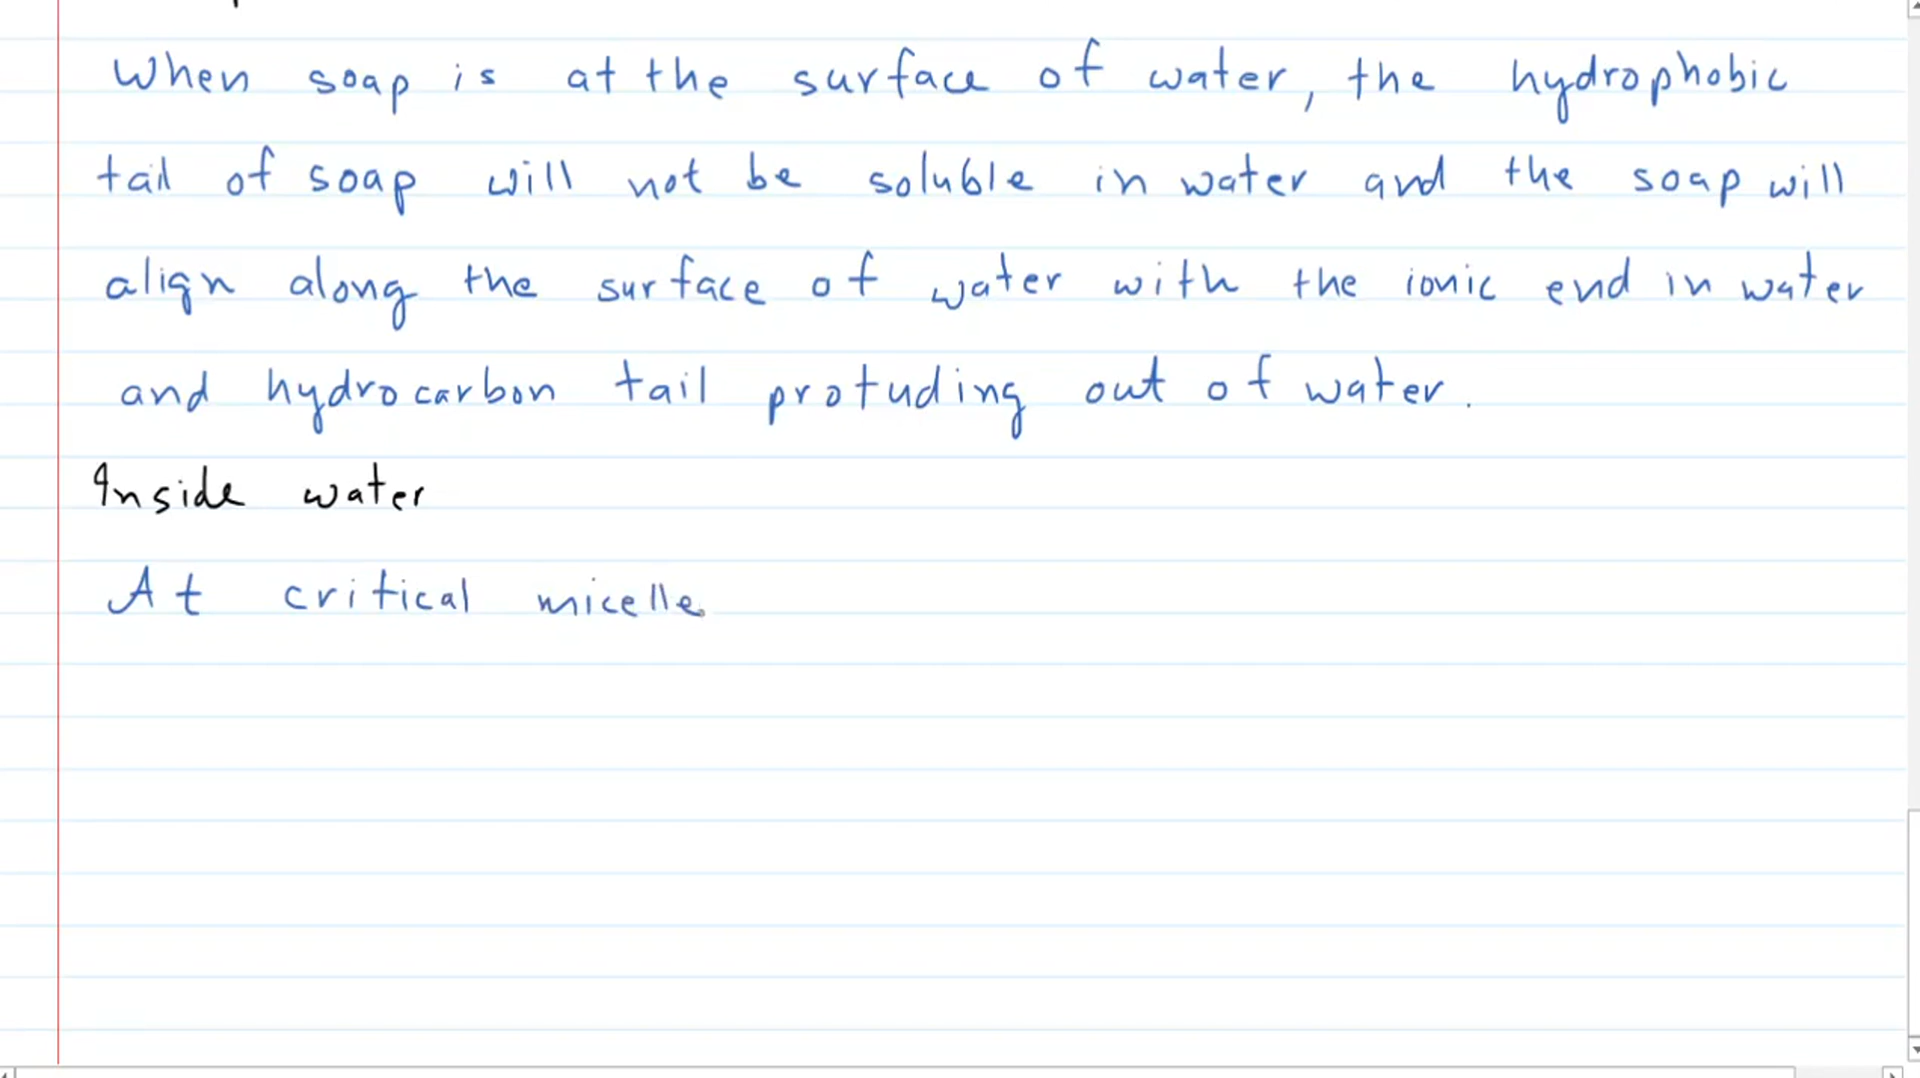 When soap is at the surface of water, the hydrophobic
tail of soap will not be soluble in water and the soap will
align along the surface of water with the ionic end in water
and hydrocarbon tail protuding out of water.
Inside water
At critical micelle